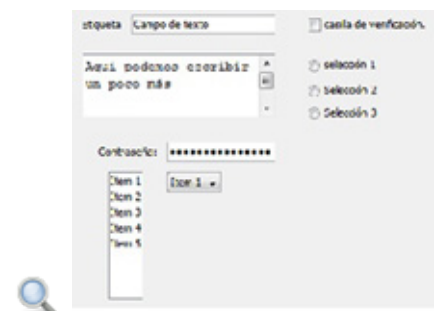 etiqueta Campo de texto
casilla de verificación.
Aquí podemos escribir
un poco más
selección 1
Selección 2
Selección 3
Contraseña:
Item 1
Item 2
Item 3
Item 4
Item 5
Item 1